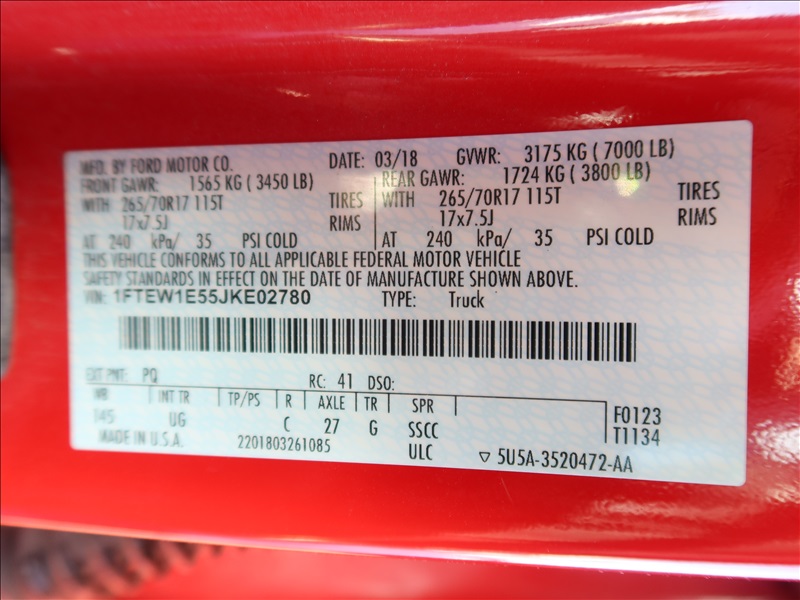 MFD. BY FORD MOTOR CO. DATE: 03/18 GVWR: 3175 KG ( 7000 LB)
FRONT GAWR: 1565 KG ( 3450 LB) REAR GAWR: 1724 KG ( 3800 LB)
WITH 265/70R17 115T TIRES WITH 265/70R17 115T TIRES
17x7.5J RIMS 17x7.5J RIMS
AT 240 kPa/ 35 PSI COLD AT 240 kPa/ 35 PSI COLD
THIS VEHICLE CONFORMS TO ALL APPLICABLE FEDERAL MOTOR VEHICLE
SAFETY STANDARDS IN EFFECT ON THE DATE OF MANUFACTURE SHOWN ABOVE.
VIN: 1FTEW1E55JKE02780 TYPE: Truck
EXT PNT: PQ RC: 41 DSO:
WB INT TR TP/PS R AXLE TR SPR F0123
145 UG C 27 G SSCC T1134
MADE IN U.S.A. 2201803261085 ULC ▽ 5U5A-3520472-AA